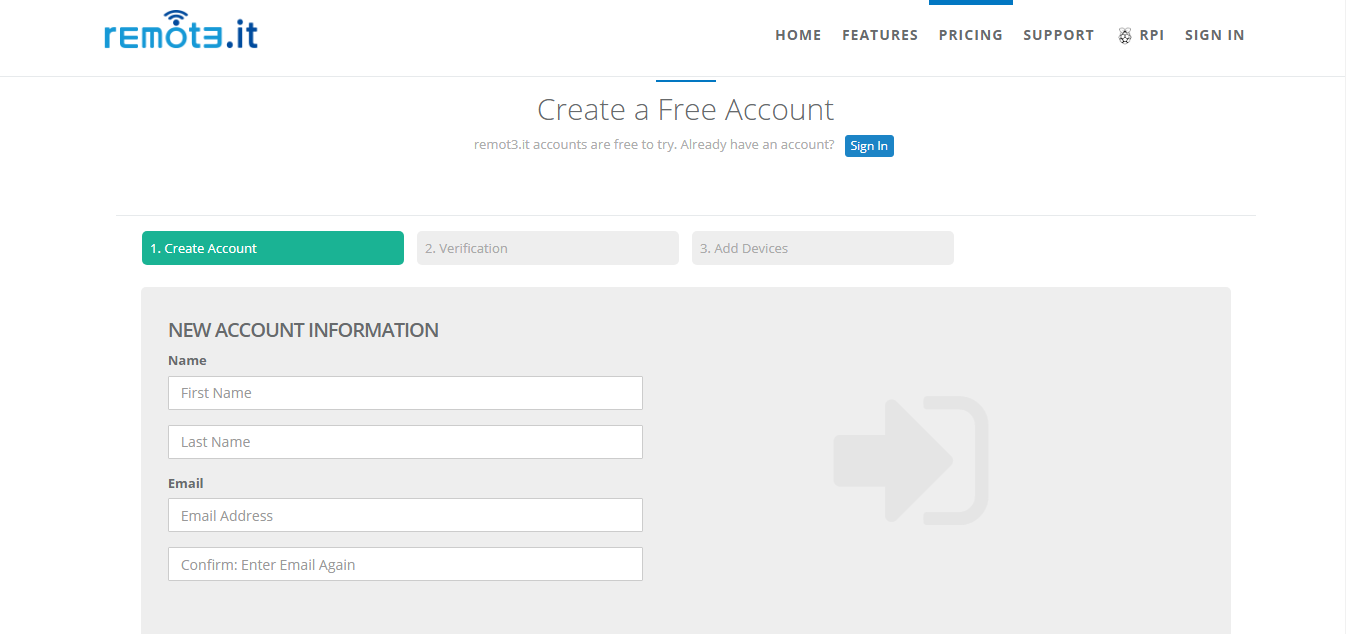 remot3.it
HOME FEATURES PRICING SUPPORT RPI SIGN IN
Create a Free Account
remot3.it accounts are free to try. Already have an account? Sign In
1. Create Account 2. Verification 3. Add Devices
NEW ACCOUNT INFORMATION
Name
First Name
Last Name
Email
Email Address
Confirm: Enter Email Again